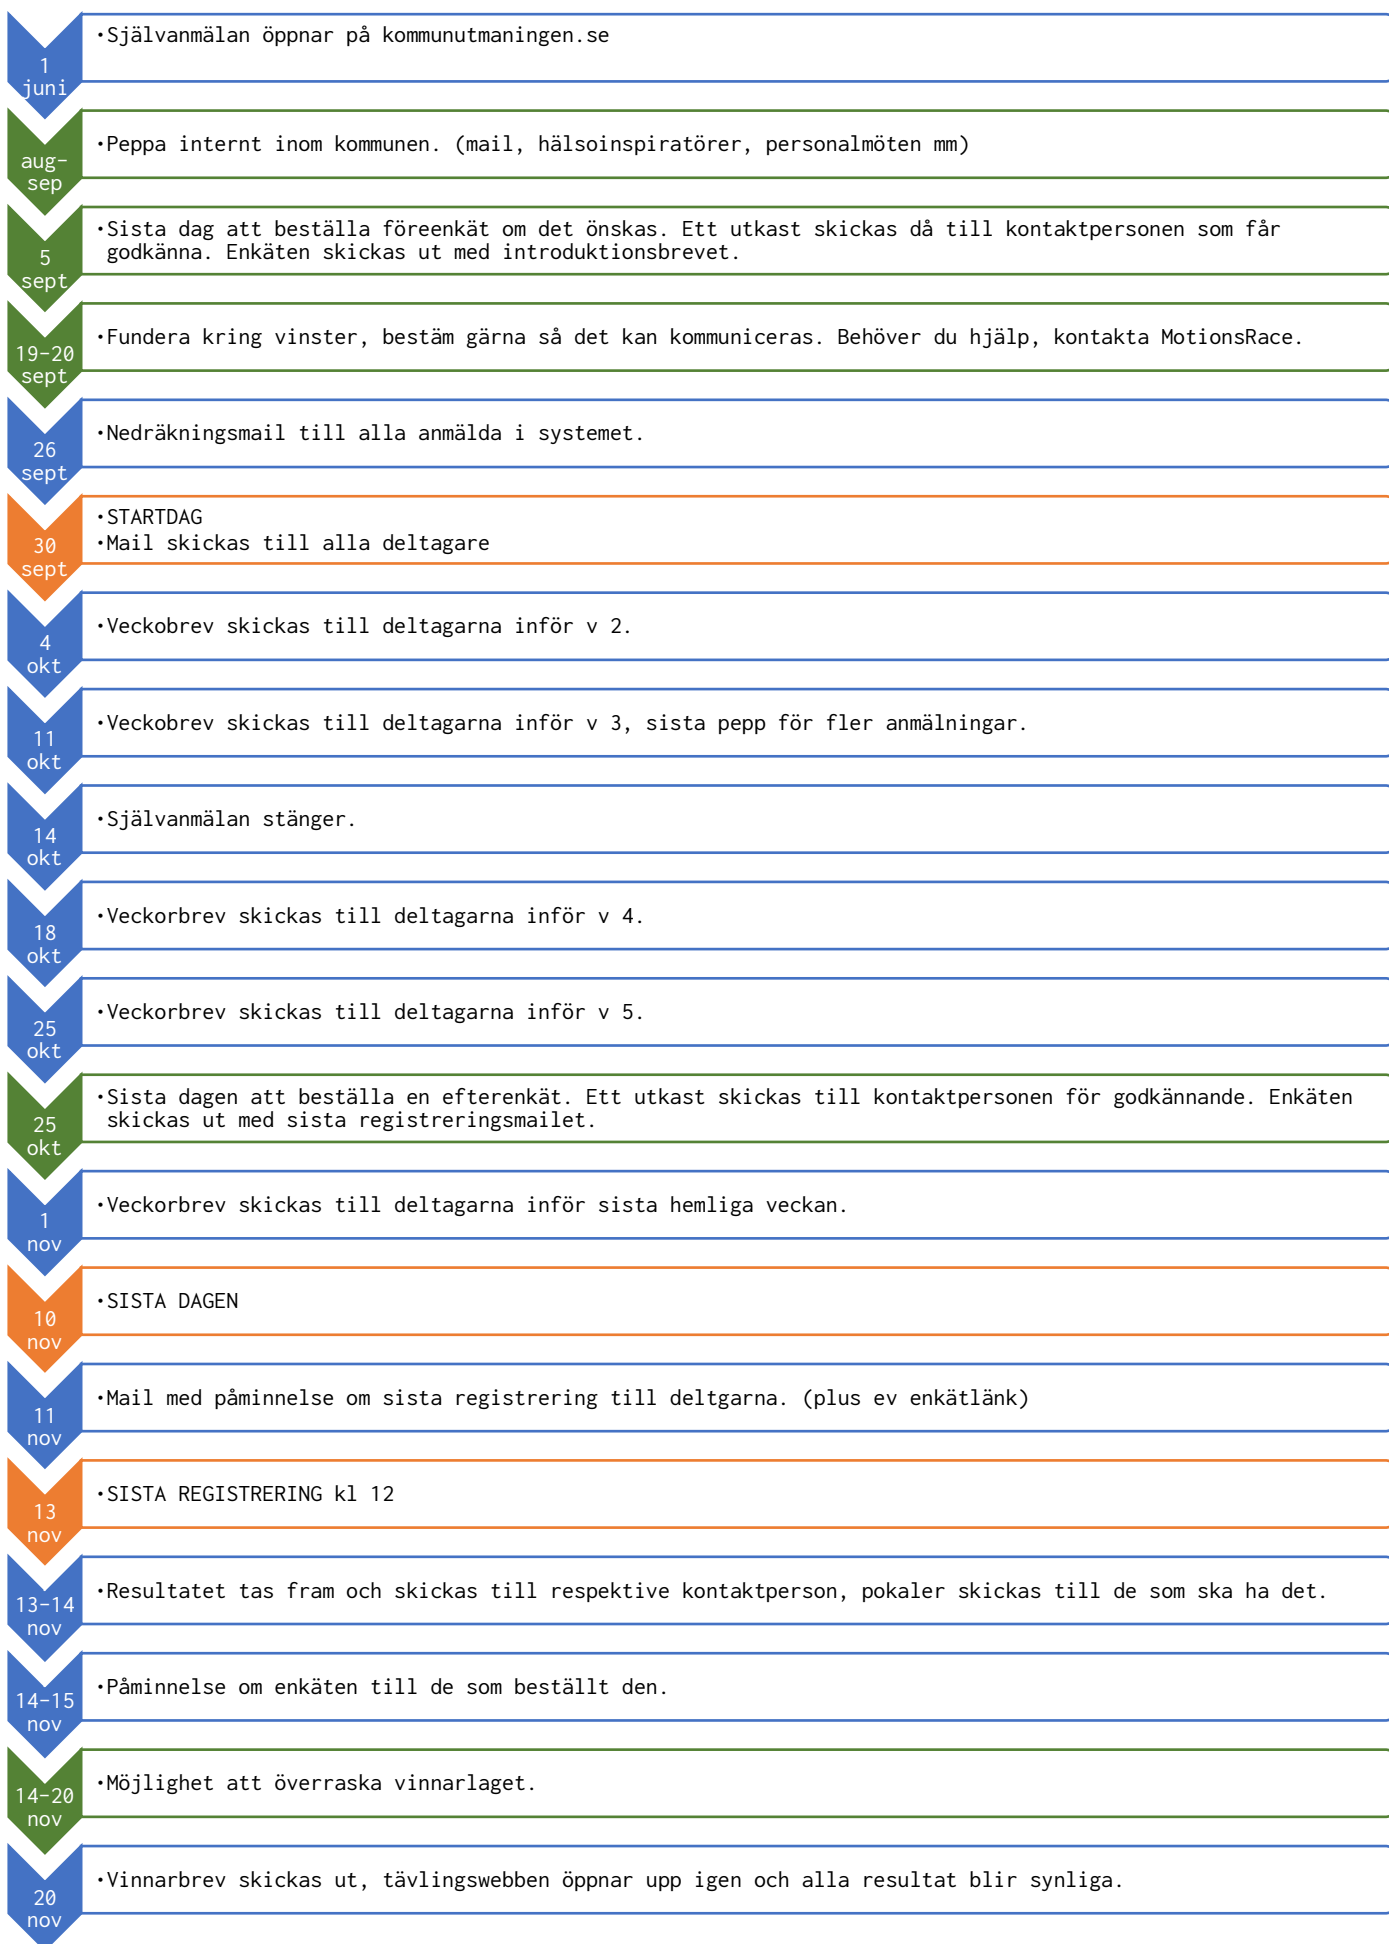 1
juni
·Självanmälan öppnar på kommunutmaningen.se
aug-
sep
·Peppa internt inom kommunen. (mail, hälsoinspiratörer, personalmöten mm)
5
sept
·Sista dag att beställa föreenkät om det önskas. Ett utkast skickas då till kontaktpersonen som får
godkänna. Enkäten skickas ut med introduktionsbrevet.
19-20
sept
·Fundera kring vinster, bestäm gärna så det kan kommuniceras. Behöver du hjälp, kontakta MotionsRace.
26
sept
·Nedräkningsmail till alla anmälda i systemet.
30
sept
·STARTDAG
·Mail skickas till alla deltagare
4
okt
·Veckobrev skickas till deltagarna inför v 2.
11
okt
·Veckobrev skickas till deltagarna inför v 3, sista pepp för fler anmälningar.
14
okt
·Självanmälan stänger.
18
okt
·Veckorbrev skickas till deltagarna inför v 4.
25
okt
·Veckorbrev skickas till deltagarna inför v 5.
25
okt
·Sista dagen att beställa en efterenkät. Ett utkast skickas till kontaktpersonen för godkännande. Enkäten
skickas ut med sista registreringsmailet.
1
nov
·Veckorbrev skickas till deltagarna inför sista hemliga veckan.
10
nov
·SISTA DAGEN
11
nov
·Mail med påminnelse om sista registrering till deltgarna. (plus ev enkätlänk)
13
nov
·SISTA REGISTRERING kl 12
13-14
nov
·Resultatet tas fram och skickas till respektive kontaktperson, pokaler skickas till de som ska ha det.
14-15
nov
·Påminnelse om enkäten till de som beställt den.
14-20
nov
·Möjlighet att överraska vinnarlaget.
20
nov
·Vinnarbrev skickas ut, tävlingswebben öppnar upp igen och alla resultat blir synliga.